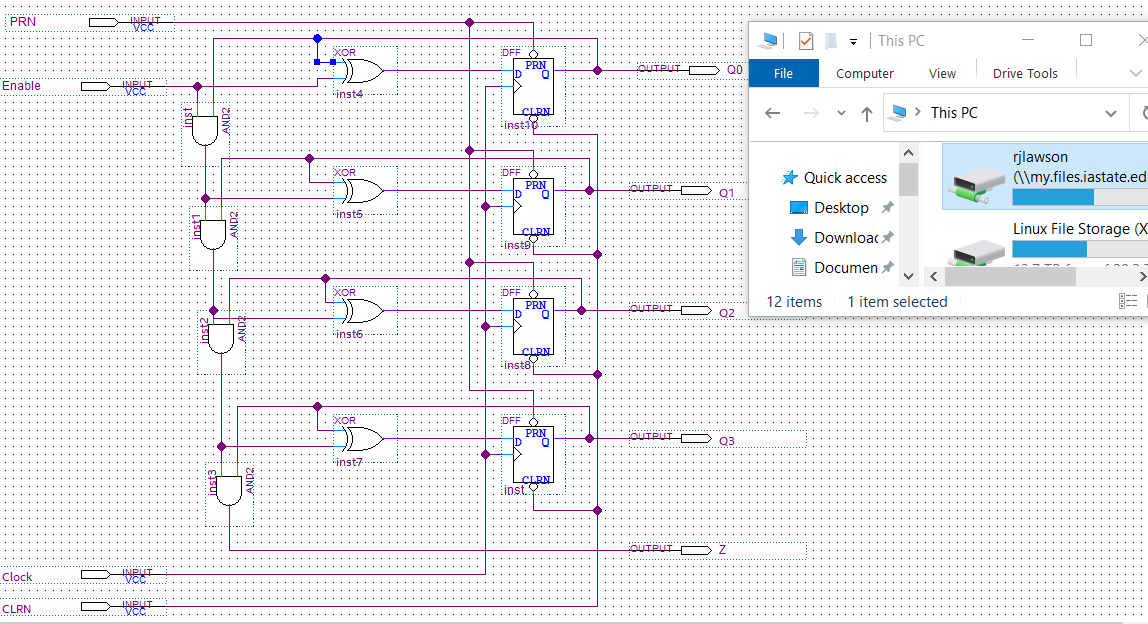 PRN
INPUT
VCC
XOR
inst4
DFF
PRN
D
Q
CLRN
inst10
OUTPUT
Q0
Enable
INPUT
VCC
inst
AND2
XOR
inst5
DFF
PRN
D
Q
CLRN
inst9
OUTPUT
Q1
inst1
AND2
XOR
inst6
DFF
PRN
D
Q
CLRN
inst8
OUTPUT
Q2
inst2
AND2
XOR
inst7
DFF
PRN
D
Q
CLRN
inst
OUTPUT
Q3
inst3
AND2
OUTPUT
Z
Clock
INPUT
VCC
CLRN
INPUT
VCC
This PC
File Computer View Drive Tools
This PC
Quick access
Desktop
Downloac
Documen
rjlawson
(\\my.files.iastate.ed
Linux File Storage (X
12 items 1 item selected